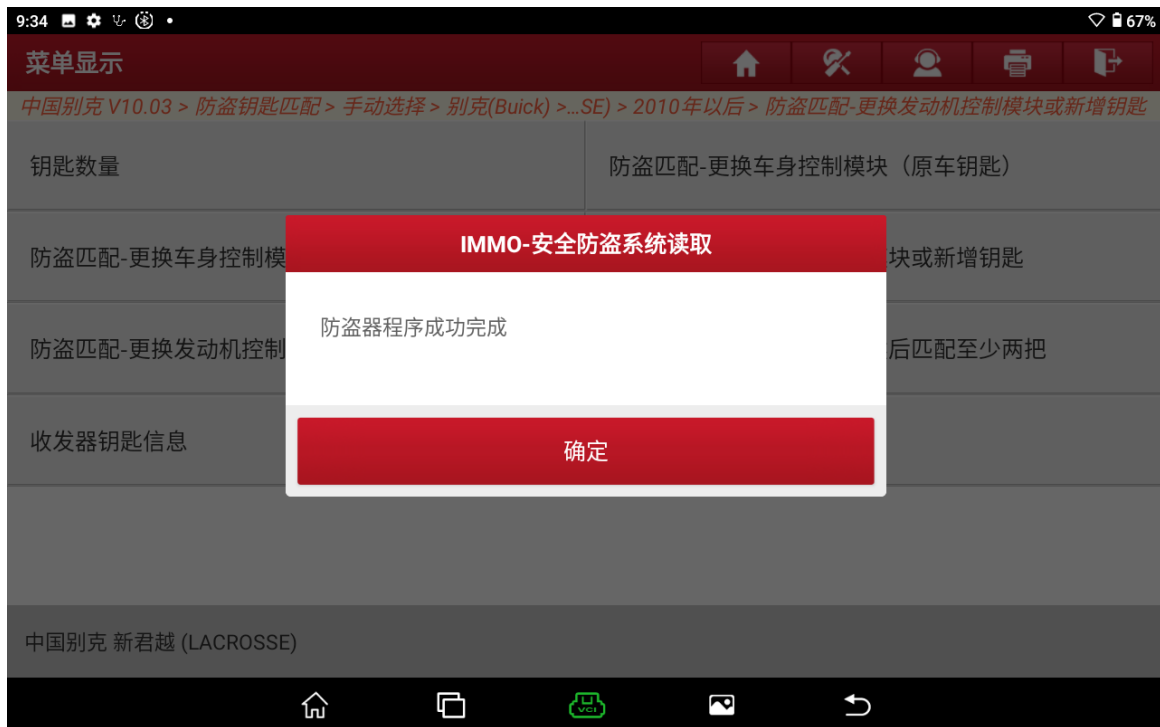 9:34 67%
菜单显示
中国别克 V10.03 > 防盗钥匙匹配 > 手动选择 > 别克(Buick) >...SE) > 2010年以后 > 防盗匹配-更换发动机控制模块或新增钥匙
钥匙数量
防盗匹配-更换车身控制模块（原车钥匙）
IMMO-安全防盗系统读取
防盗匹配-更换车身控制模
块或新增钥匙
防盗器程序成功完成
防盗匹配-更换发动机控制
后匹配至少两把
收发器钥匙信息
确定
中国别克 新君越 (LACROSSE)
VCI